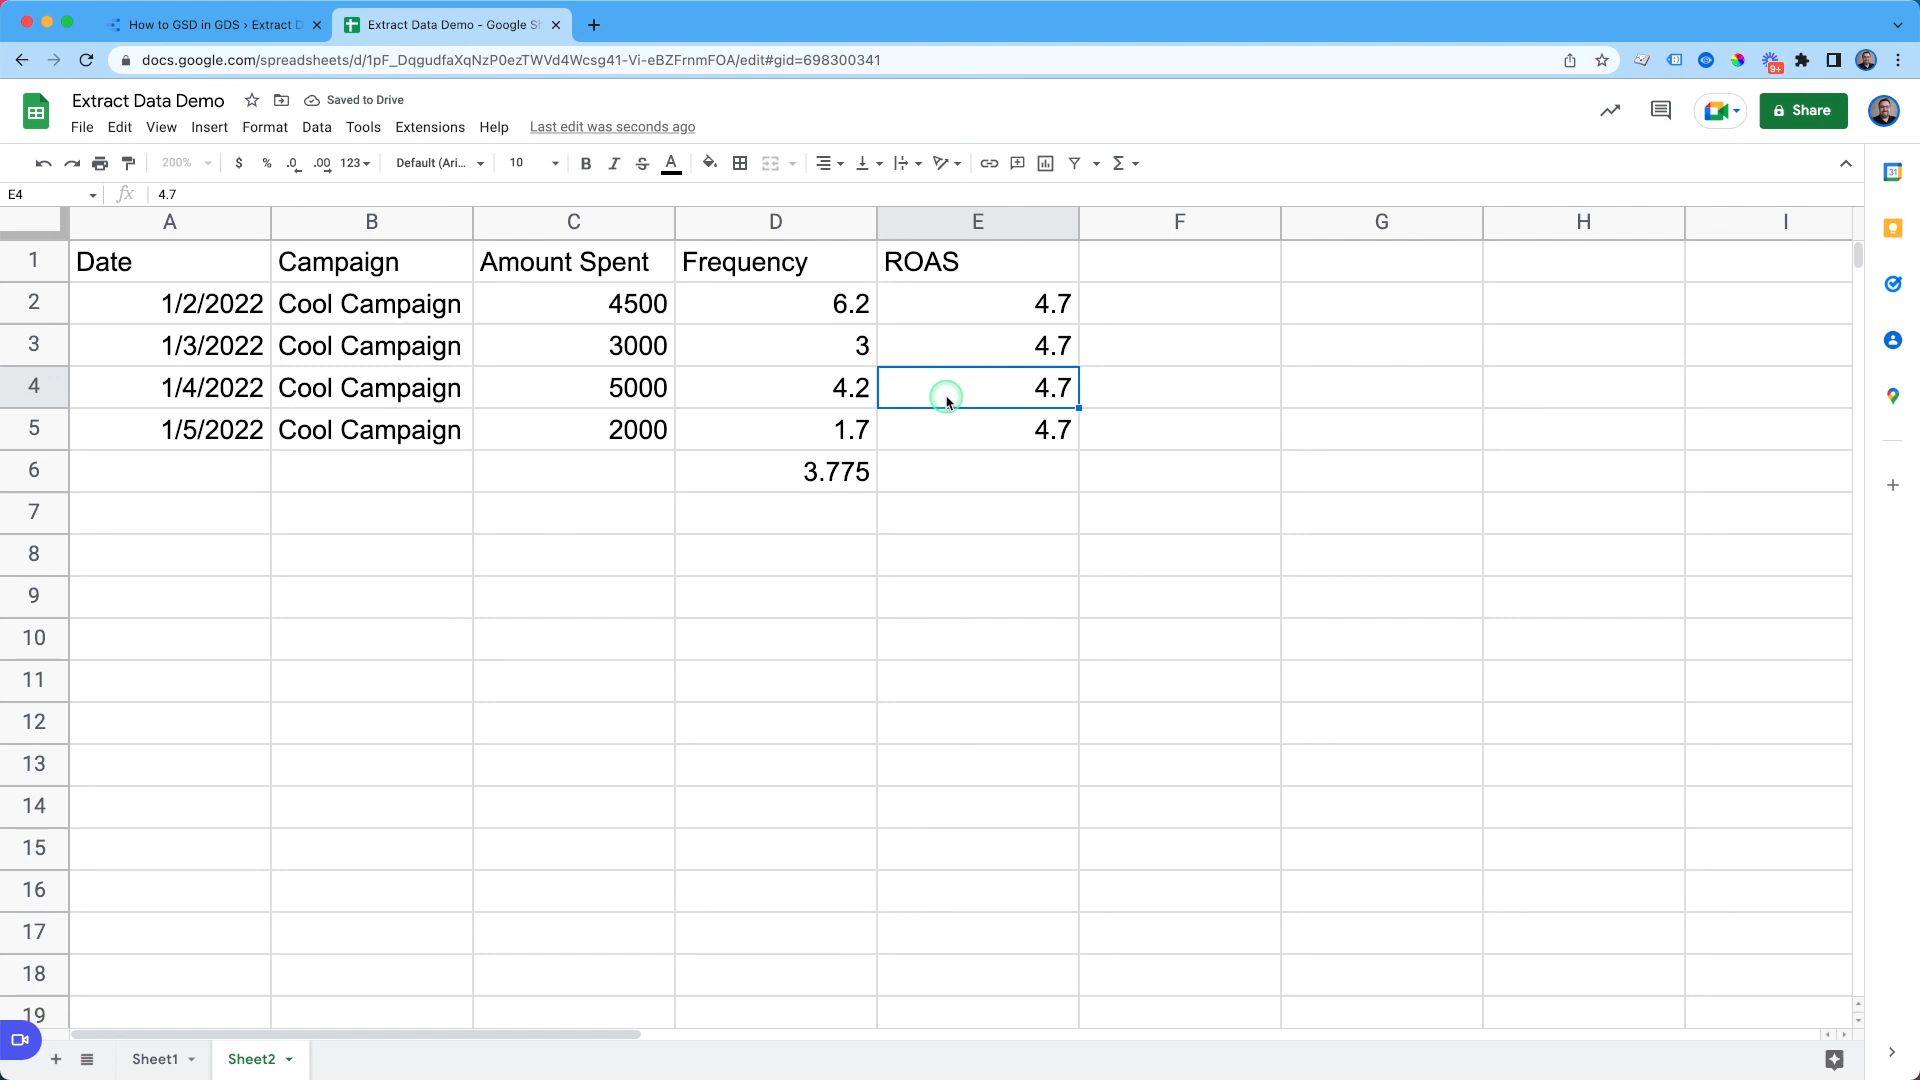 How to GSD in GDS › Extract D
Extract Data Demo - Google Sh
docs.google.com/spreadsheets/d/1pF_DqgudfaXqNzP0ezTWVd4Wcsg41-Vi-eBZFrnmFOA/edit#gid=698300341
9+
Extract Data Demo
Saved to Drive
File Edit View Insert Format Data Tools Extensions Help Last edit was seconds ago
Share
200% $ % .0 .00 123 Default (Ari... 10 B I S A Σ
31
E4 fx 4.7
A B C D E F G H I
1 Date Campaign Amount Spent Frequency ROAS
2 1/2/2022 Cool Campaign 4500 6.2 4.7
3 1/3/2022 Cool Campaign 3000 3 4.7
4 1/4/2022 Cool Campaign 5000 4.2 4.7
5 1/5/2022 Cool Campaign 2000 1.7 4.7
6 3.775
7
8
9
10
11
12
13
14
15
16
17
18
19
Sheet1 Sheet2